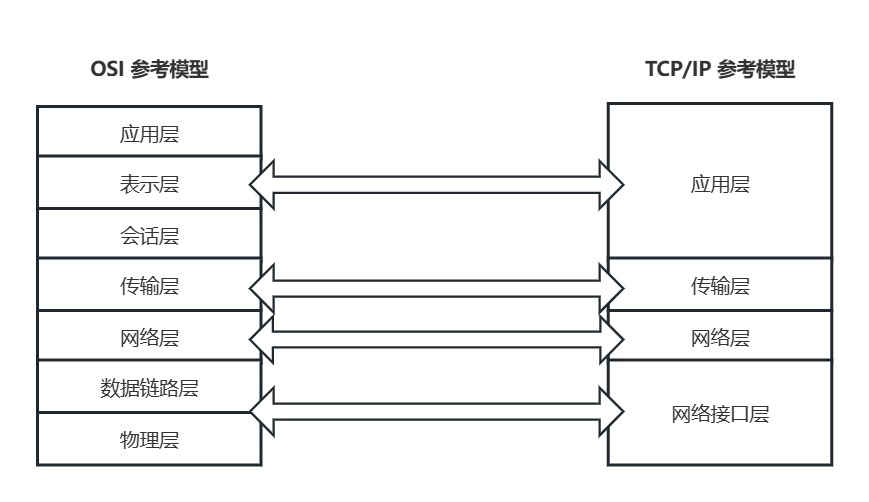 OSI 参考模型
应用层
表示层
会话层
传输层
网络层
数据链路层
物理层
TCP/IP 参考模型
应用层
传输层
网络层
网络接口层